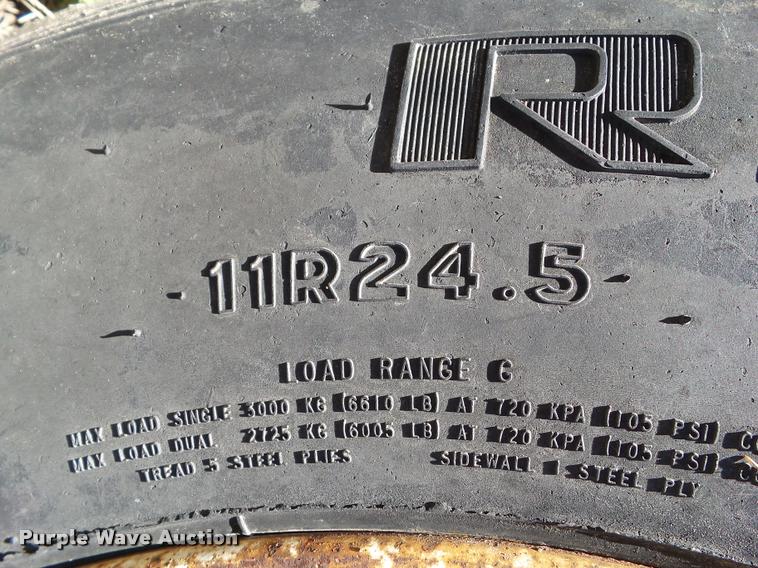 R
11R24.5
LOAD RANGE G
MAX LOAD SINGLE 3000 KG (6610 LB) AT 720 KPA (105 PSI)
MAX LOAD DUAL 2725 KG (6005 LB) AT 720 KPA (105 PSI)
TREAD 5 STEEL PLIES SIDEWALL 1 STEEL PLY
Purple Wave Auction